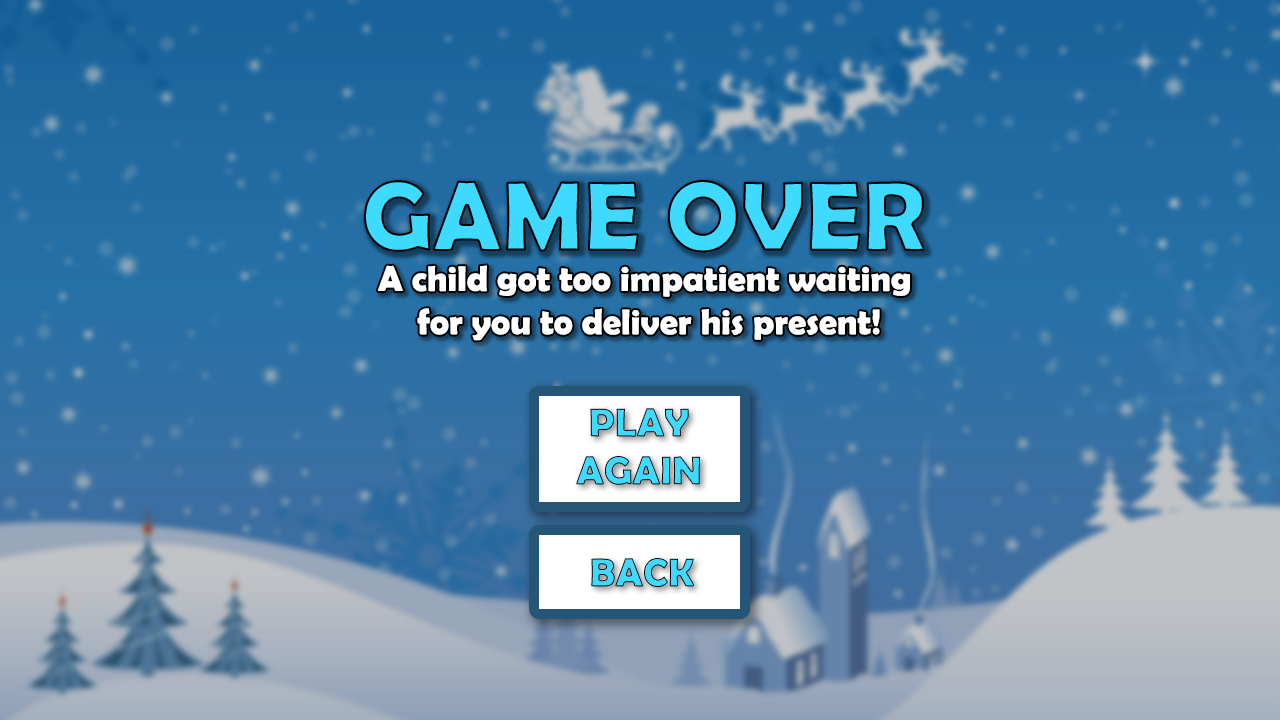 GAME OVER
A child got too impatient waiting
for you to deliver his present!
PLAY
AGAIN
BACK